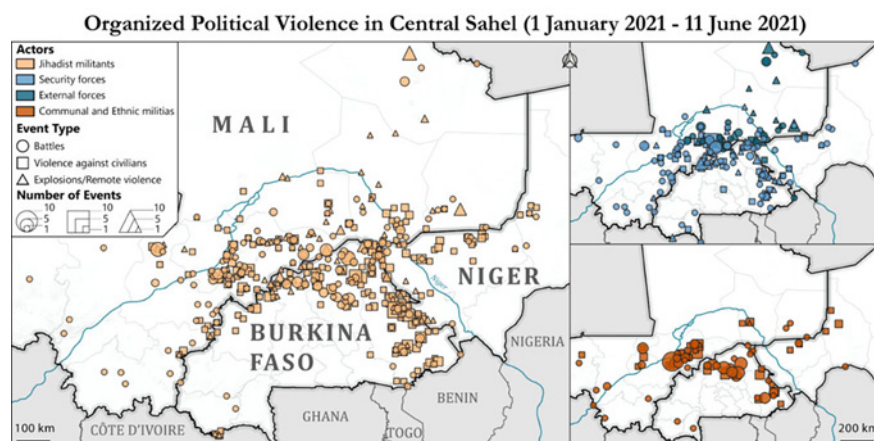 Organized Political Violence in Central Sahel (1 January 2021 - 11 June 2021)
Actors
Jihadist militants
Security forces
External forces
Communal and Ethnic militias
Event Type
Battles
Violence against civilians
Explosions/Remote violence
Number of Events
10 10 10
5 5 5
1 1 1
MALI
NIGER
Niger
BURKINA
FASO
NIGERIA
BENIN
GHANA
TOGO
CÔTE D'IVOIRE
100 km
200 km